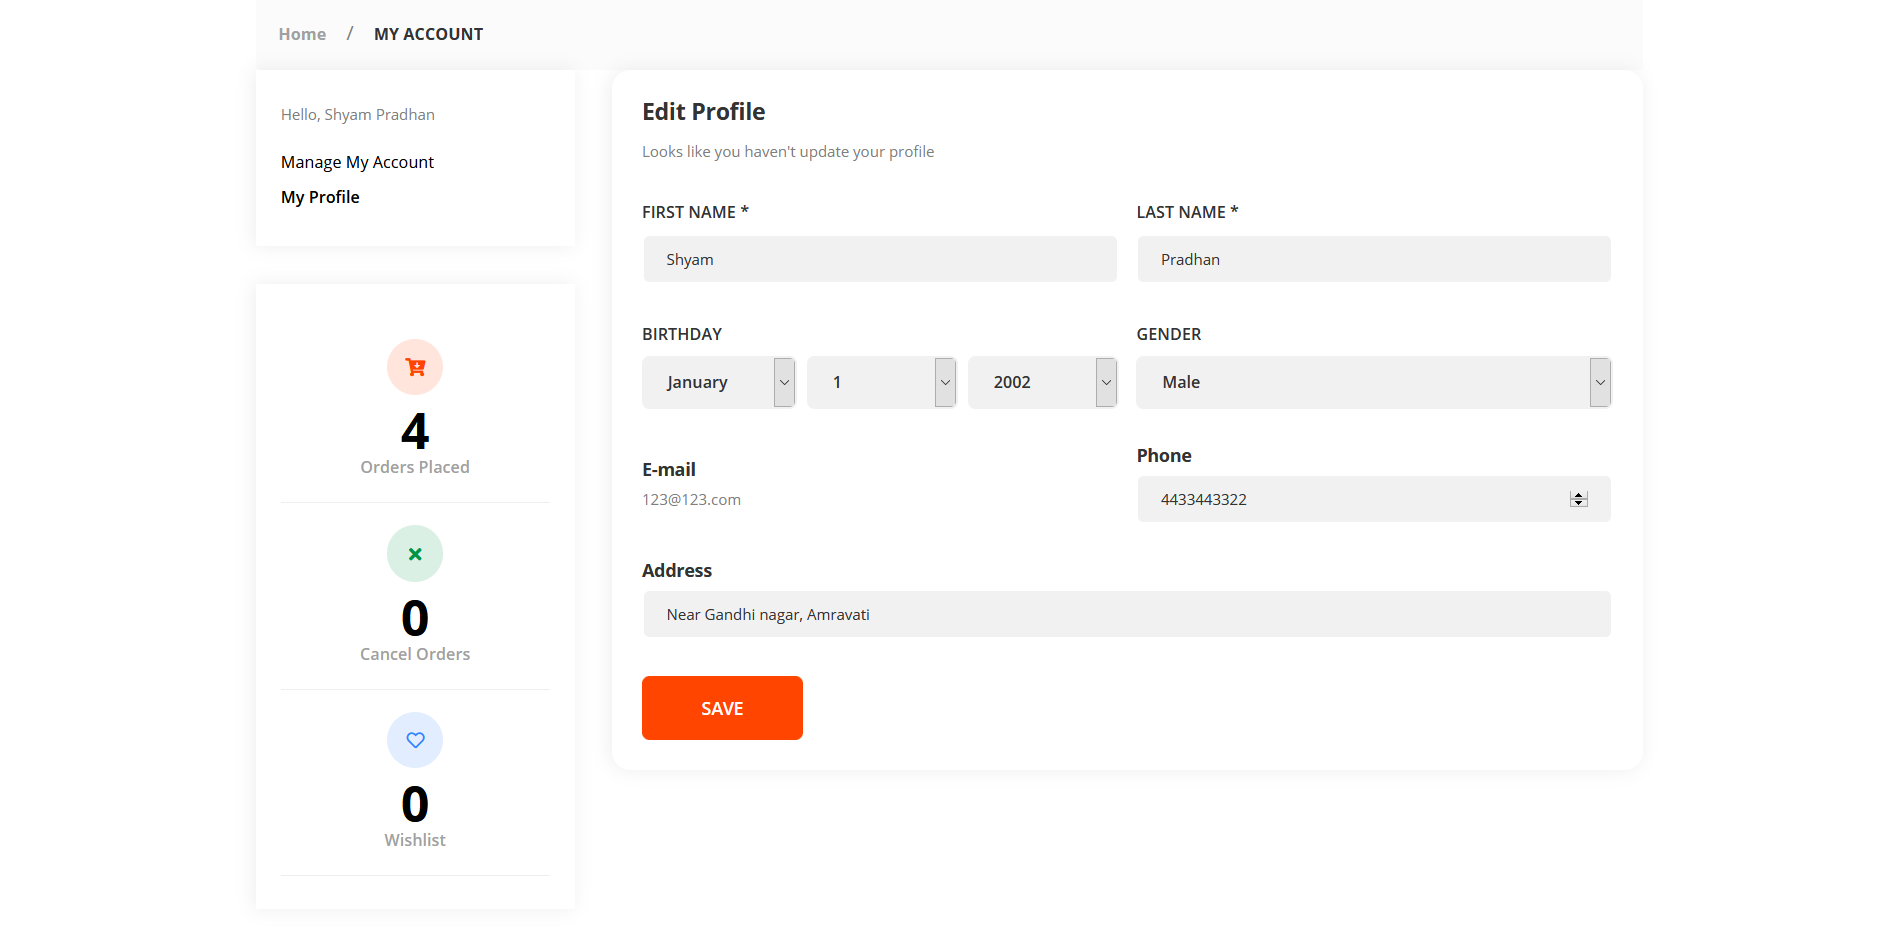 Home / MY ACCOUNT
Hello, Shyam Pradhan
Manage My Account
My Profile
4
Orders Placed
0
Cancel Orders
0
Wishlist
Edit Profile
Looks like you haven't update your profile
FIRST NAME * LAST NAME *
Shyam Pradhan
BIRTHDAY GENDER
January 1 2002 Male
E-mail
123@123.com
Phone
4433443322
Address
Near Gandhi nagar, Amravati
SAVE